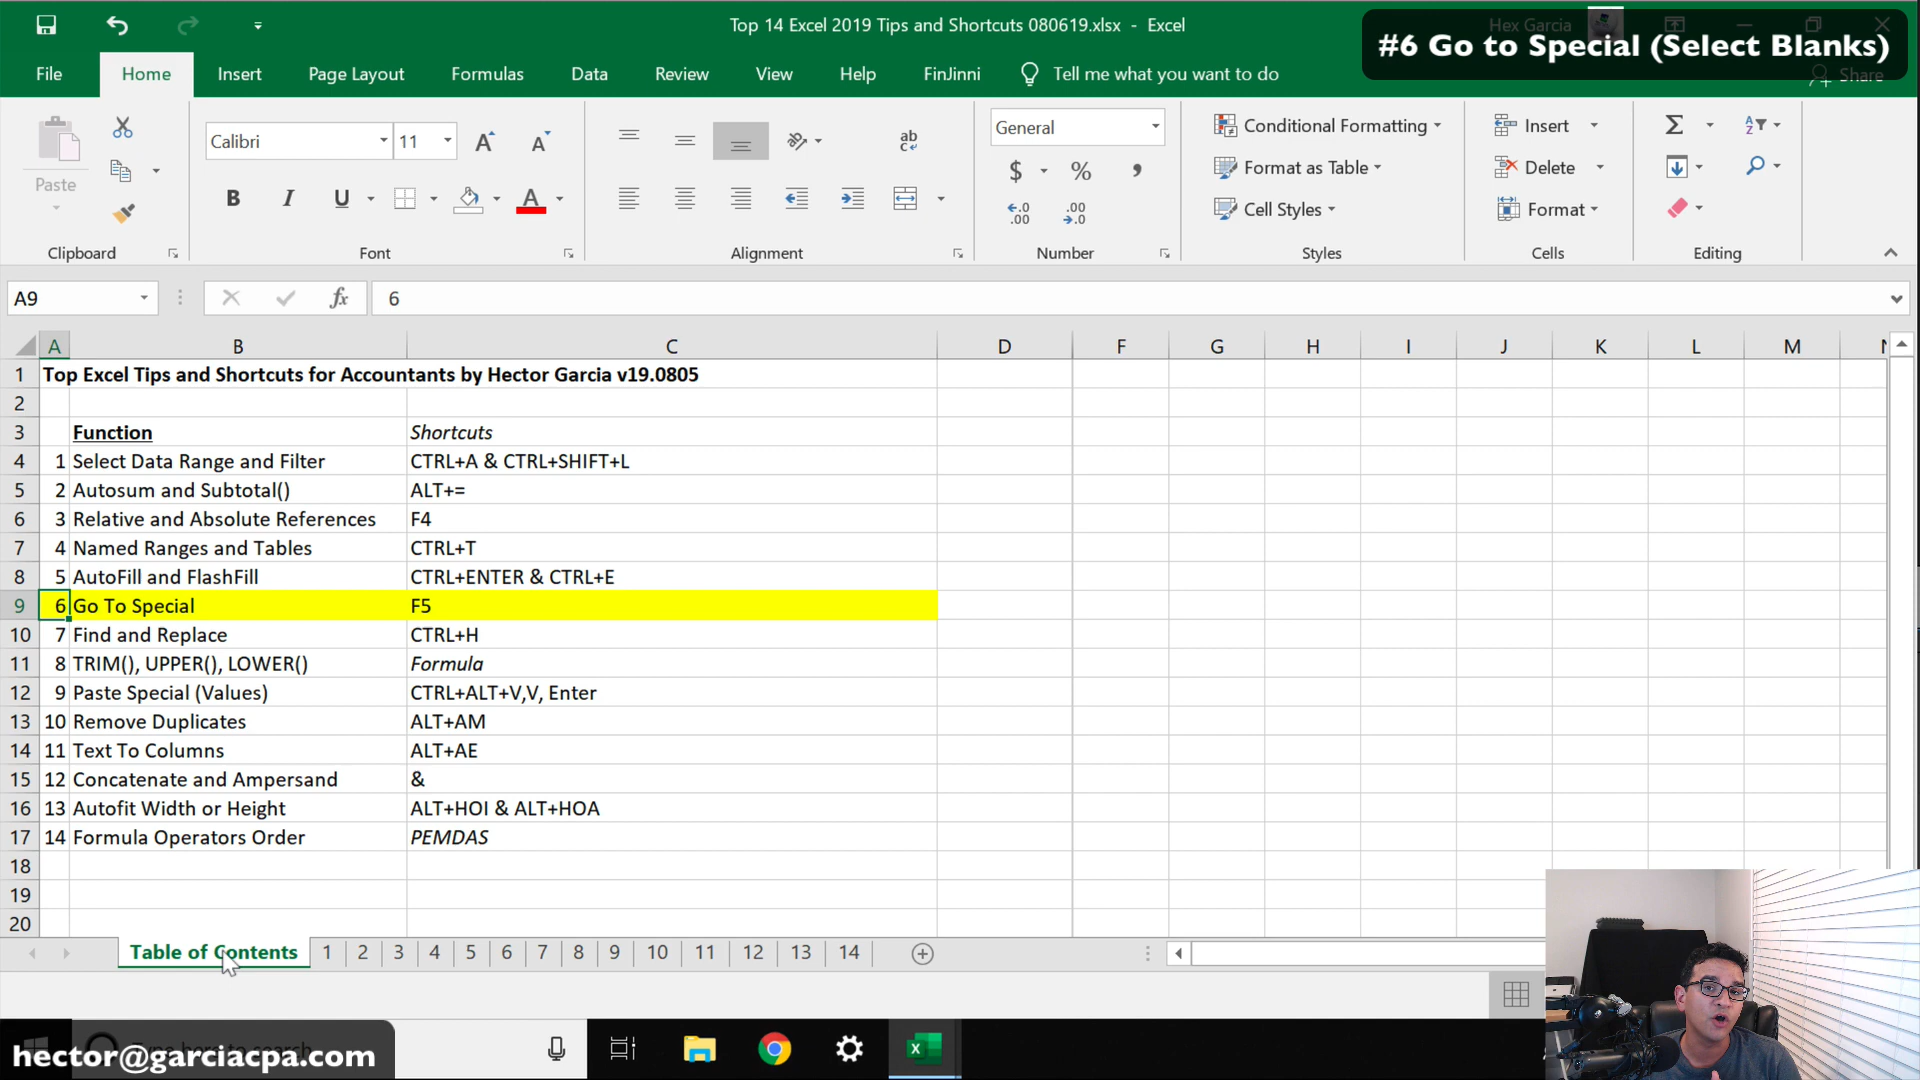 Top 14 Excel 2019 Tips and Shortcuts 080619.xlsx - Excel
Hex Garcia
#6 Go to Special (Select Blanks)
File Home Insert Page Layout Formulas Data Review View Help FinJinni Tell me what you want to do Share
Calibri 11 General Conditional Formatting Insert
Paste Format as Table Delete
B I U A $ % , Cell Styles Format
Clipboard Font Alignment Number Styles Cells Editing
A9 fx 6
A B C D F G H I J K L M
1 Top Excel Tips and Shortcuts for Accountants by Hector Garcia v19.0805
2
3 Function Shortcuts
4 1 Select Data Range and Filter CTRL+A & CTRL+SHIFT+L
5 2 Autosum and Subtotal() ALT+=
6 3 Relative and Absolute References F4
7 4 Named Ranges and Tables CTRL+T
8 5 AutoFill and FlashFill CTRL+ENTER & CTRL+E
9 6 Go To Special F5
10 7 Find and Replace CTRL+H
11 8 TRIM(), UPPER(), LOWER() Formula
12 9 Paste Special (Values) CTRL+ALT+V,V, Enter
13 10 Remove Duplicates ALT+AM
14 11 Text To Columns ALT+AE
15 12 Concatenate and Ampersand &
16 13 Autofit Width or Height ALT+HOI & ALT+HOA
17 14 Formula Operators Order PEMDAS
18
19
20
Table of Contents 1 2 3 4 5 6 7 8 9 10 11 12 13 14
hector@garciacpa.com